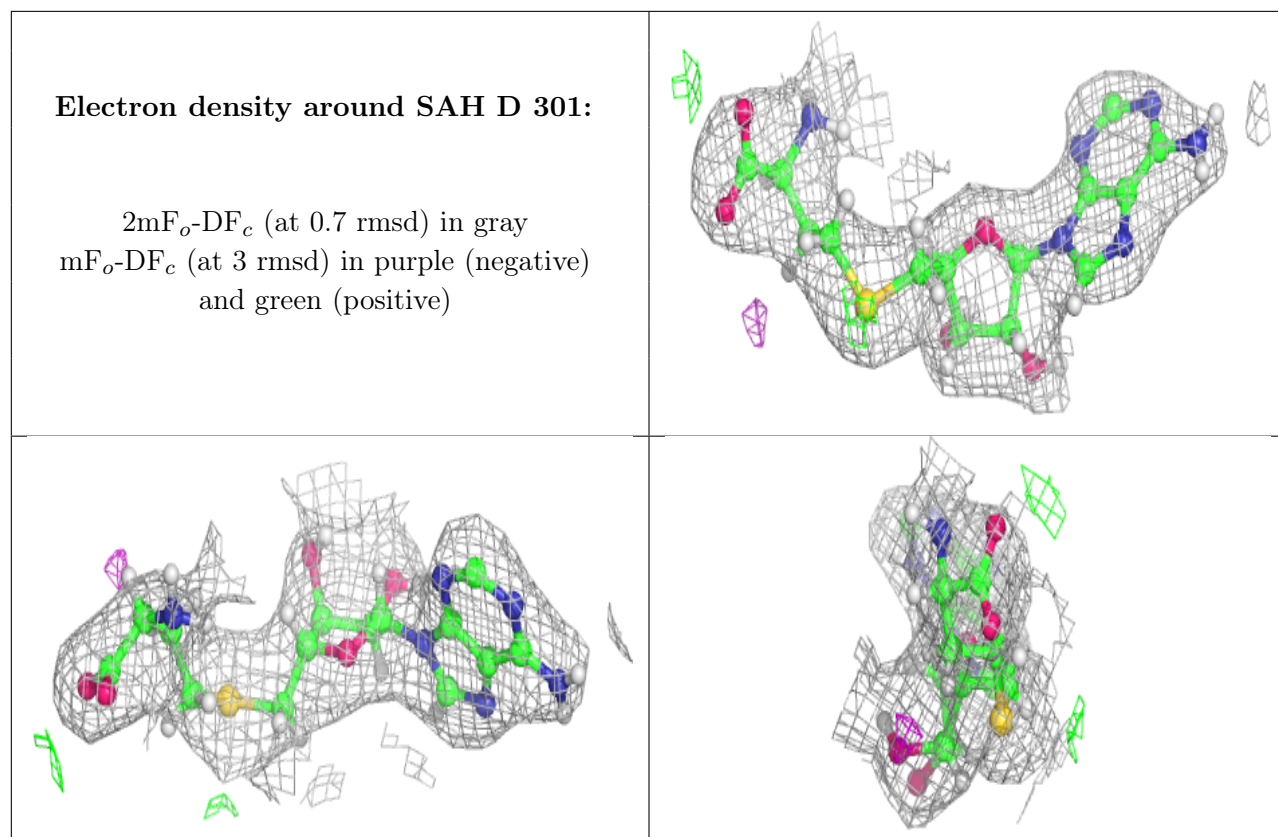 Electron density around SAH D 301:
2mFₒ-DF𝑐 (at 0.7 rmsd) in gray
mFₒ-DF𝑐 (at 3 rmsd) in purple (negative)
and green (positive)